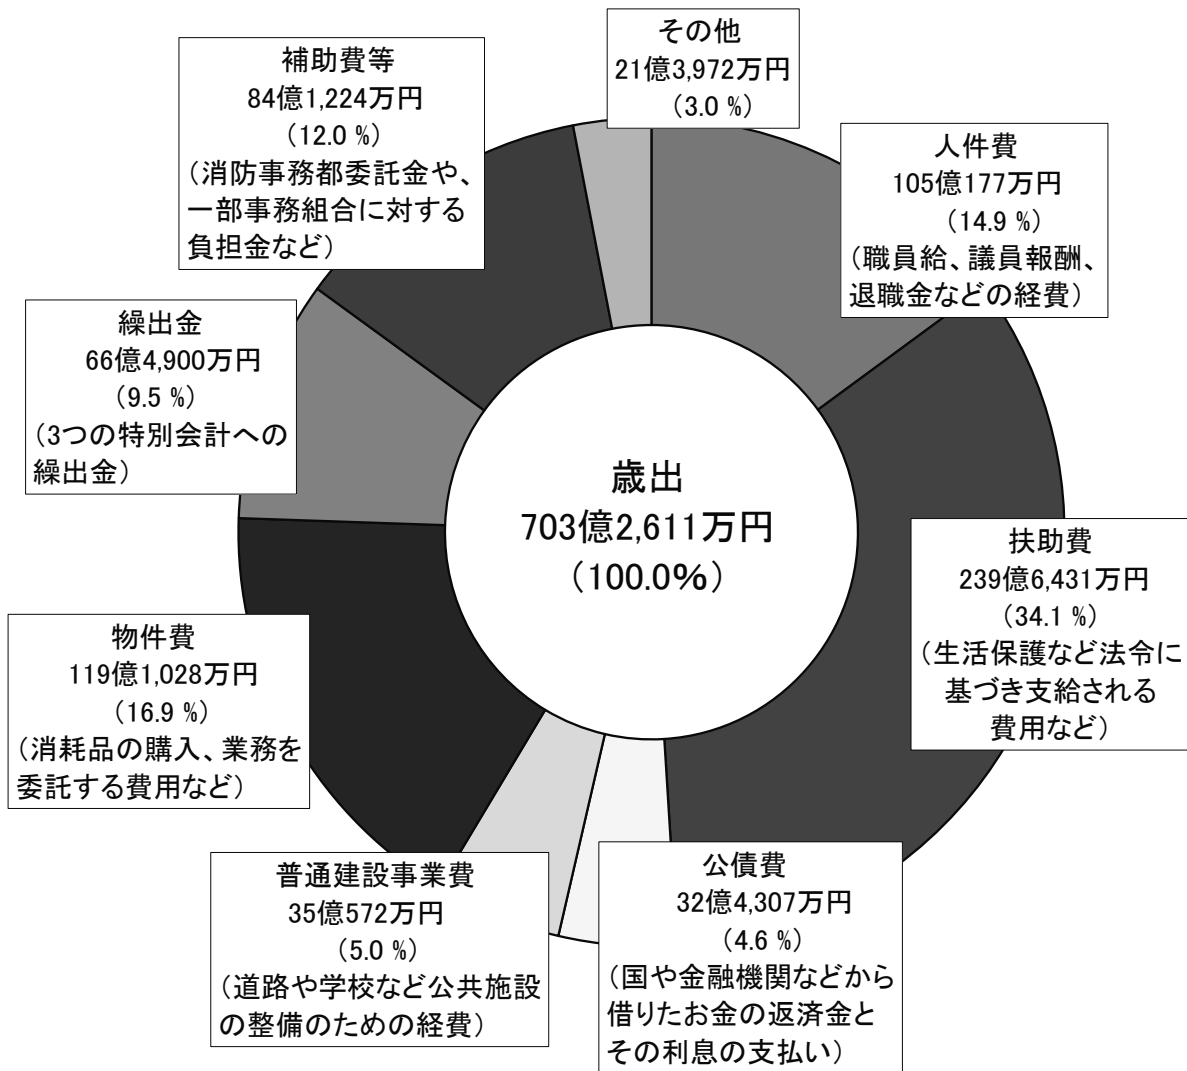 その他
21億3,972万円
（3.0 %）
補助費等
84億1,224万円
（12.0 %）
（消防事務都委託金や、
一部事務組合に対する
負担金など）
人件費
105億177万円
（14.9 %）
（職員給、議員報酬、
退職金などの経費）
繰出金
66億4,900万円
（9.5 %）
（3つの特別会計への
繰出金）
歳出
703億2,611万円
（100.0%）
扶助費
239億6,431万円
（34.1 %）
（生活保護など法令に
基づき支給される
費用など）
物件費
119億1,028万円
（16.9 %）
（消耗品の購入、業務を
委託する費用など）
普通建設事業費
35億572万円
（5.0 %）
（道路や学校など公共施設
の整備のための経費）
公債費
32億4,307万円
（4.6 %）
（国や金融機関などから
借りたお金の返済金と
その利息の支払い）